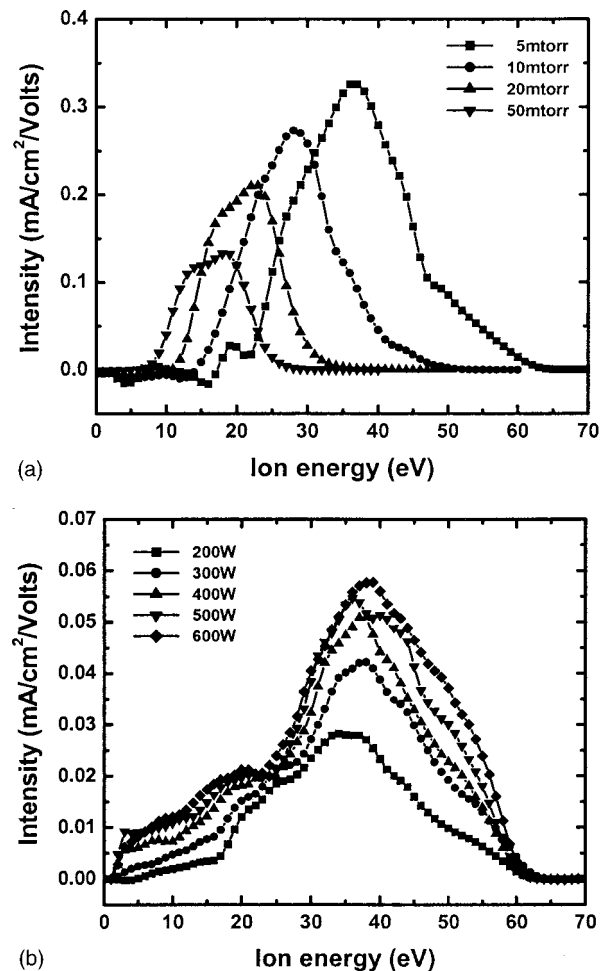 0.4
0.3
0.2
0.1
0.0
Intensity (mA/cm²/Volts)
5mtorr
10mtorr
20mtorr
50mtorr
0 10 20 30 40 50 60 70
(a) Ion energy (eV)
0.07
0.06
0.05
0.04
0.03
0.02
0.01
0.00
Intensity (mA/cm²/Volts)
200W
300W
400W
500W
600W
0 10 20 30 40 50 60 70
(b) Ion energy (eV)